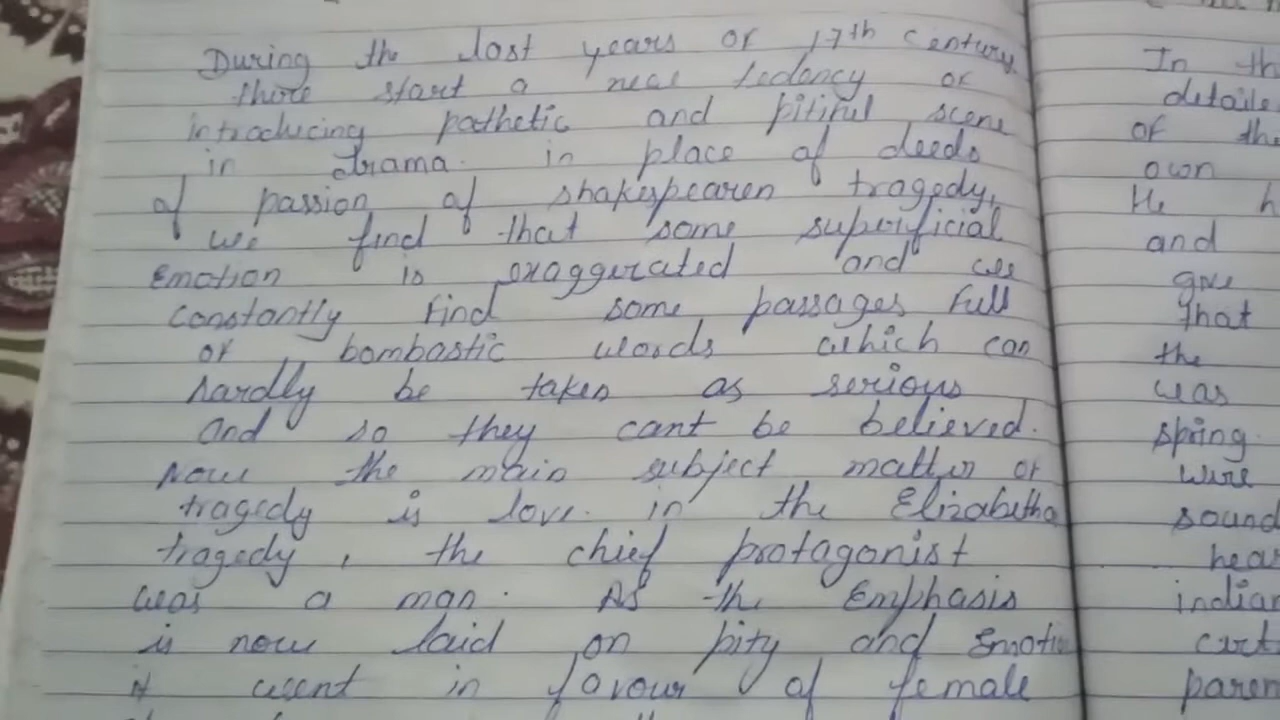 During the last years of 17th century
there start a new tedency of
introducing pathetic and pitiful scene
in drama. in place of deeds
of passion of shakespearen tragedy,
we find that some superficial
Emotion is exaggerated and we
constantly find some passages full
of bombastic words which can
hardly be taken as serious
and so they cant be believed.
Now the main subject matter of
tragedy is love. in the Elizabetha
tragedy, the chief protagonist
was a man. As the Emphasis
is now laid on pity and Emotio
it went in favour of female
In th
detaile
of the
own
He h
and
give
that
the
was
spring
were
sound
hear
indian
cart
paren